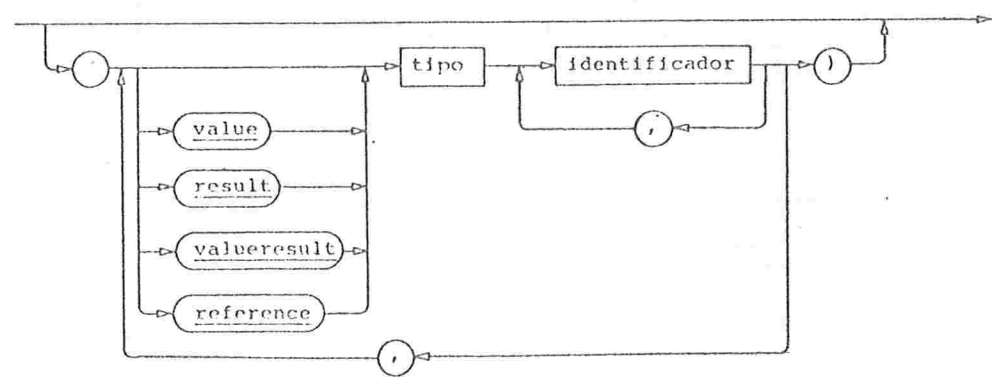 tipo
identificador
)
value
,
result
valueresult
reference
,